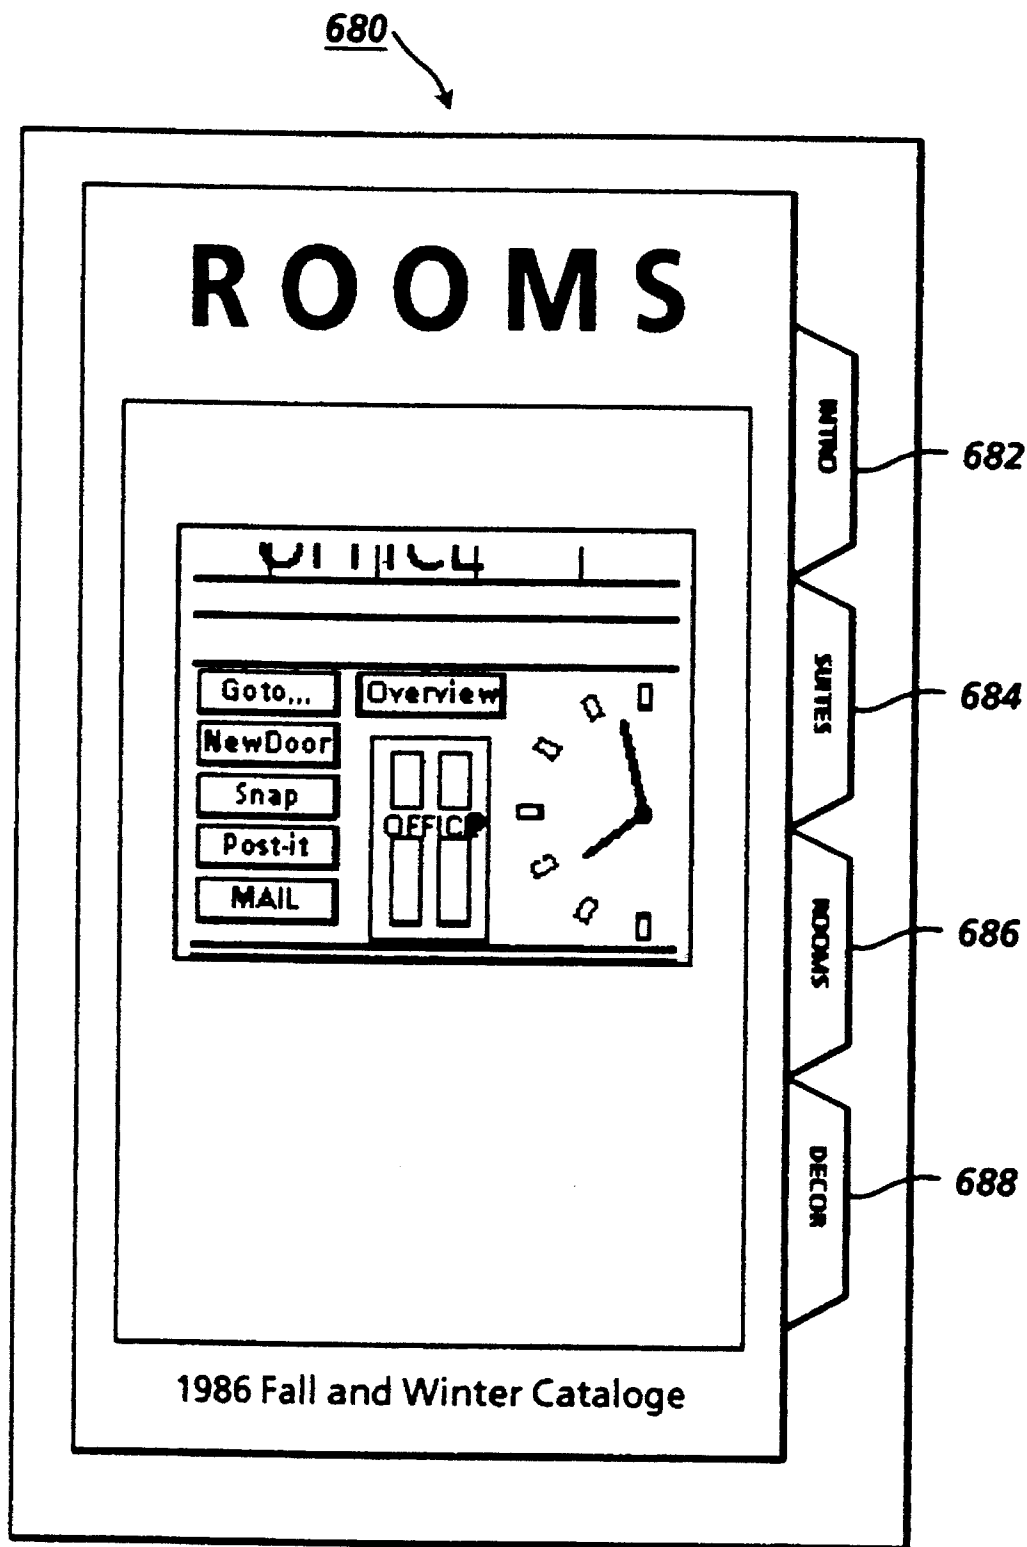 680
ROOMS
INTRO
682
SUITES
684
ROOMS
686
DECOR
688
Goto...
Overview
NewDoor
Snap
Post-it
MAIL
OFFICE
1986 Fall and Winter Cataloge